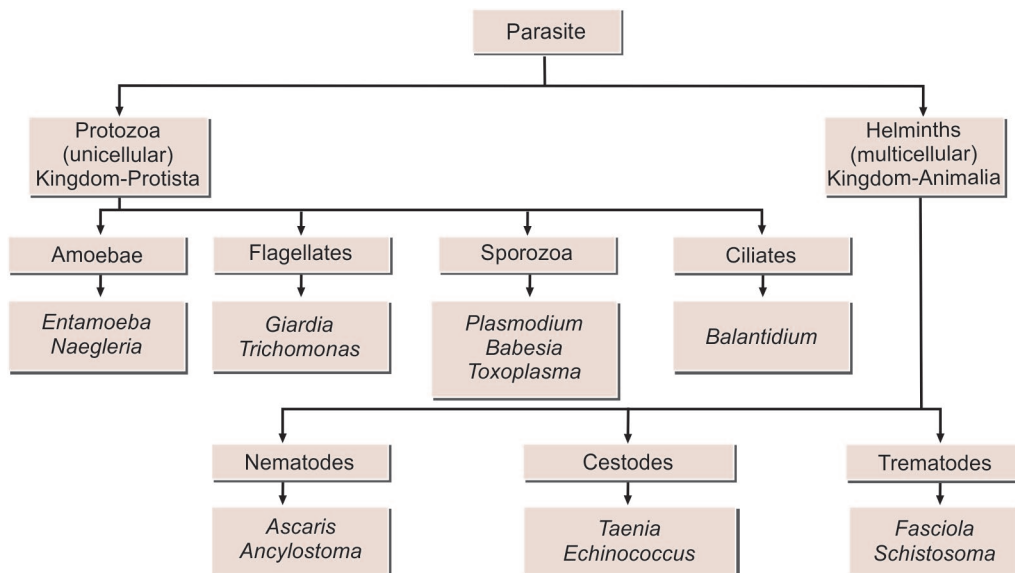 Parasite
Protozoa
(unicellular)
Kingdom-Protista
Helminths
(multicellular)
Kingdom-Animalia
Amoebae
Flagellates
Sporozoa
Ciliates
Entamoeba
Naegleria
Giardia
Trichomonas
Plasmodium
Babesia
Toxoplasma
Balantidium
Nematodes
Cestodes
Trematodes
Ascaris
Ancylostoma
Taenia
Echinococcus
Fasciola
Schistosoma